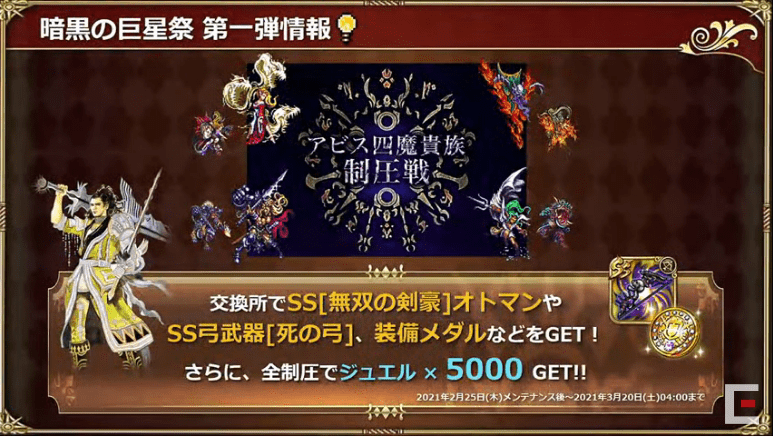 暗黒の巨星祭 第一弾情報
アビス四魔貴族
制圧戦
交換所でSS[無双の剣豪]オトマンや
SS弓武器[死の弓]、装備メダルなどをGET！
さらに、全制圧でジュエル × 5000 GET!!
2021年2月25日(木)メンテナンス後～2021年3月20日(土)04:00まで
SS